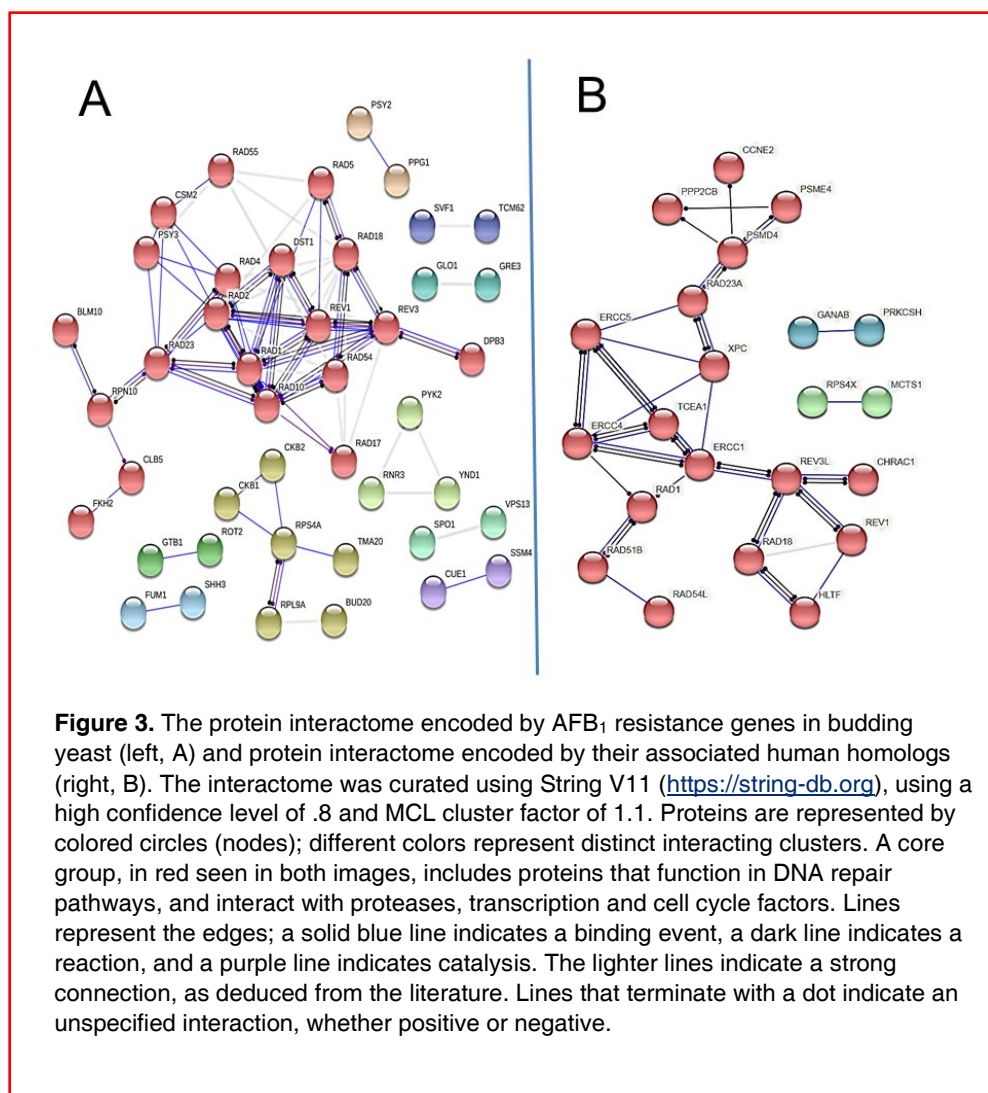 A
B
PSY2
PPG1
RAD55
RAD5
CSM2
PSY3
SVF1
TCM62
DST1
RAD18
RAD4
GLO1
GRE3
RAD2
REV1
REV3
BLM10
RAD23
RAD1
RAD54
DPB3
RAD10
RPN10
PYK2
RAD17
CKB2
CLB5
CKB1
RNR3
YND1
FKH2
RPS4A
VPS13
SPO1
TMA20
GTB1
ROT2
SSM4
CUE1
FUM1
SHH3
RPL9A
BUD20
CCNE2
PPP2CB
PSME4
PSMD4
RAD23A
ERCC5
GANAB
PRKCSH
XPC
RPS4X
MCTS1
TCEA1
ERCC4
ERCC1
REV3L
CHRAC1
RAD1
REV1
RAD18
RAD51B
HLTF
RAD54L
Figure 3. The protein interactome encoded by AFB₁ resistance genes in budding
yeast (left, A) and protein interactome encoded by their associated human homologs
(right, B). The interactome was curated using String V11 (https://string-db.org), using a
high confidence level of .8 and MCL cluster factor of 1.1. Proteins are represented by
colored circles (nodes); different colors represent distinct interacting clusters. A core
group, in red seen in both images, includes proteins that function in DNA repair
pathways, and interact with proteases, transcription and cell cycle factors. Lines
represent the edges; a solid blue line indicates a binding event, a dark line indicates a
reaction, and a purple line indicates catalysis. The lighter lines indicate a strong
connection, as deduced from the literature. Lines that terminate with a dot indicate an
unspecified interaction, whether positive or negative.